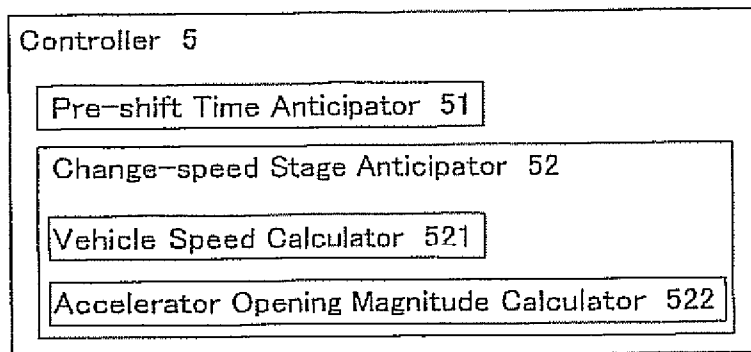 Controller 5
Pre-shift Time Anticipator 51
Change-speed Stage Anticipator 52
Vehicle Speed Calculator 521
Accelerator Opening Magnitude Calculator 522